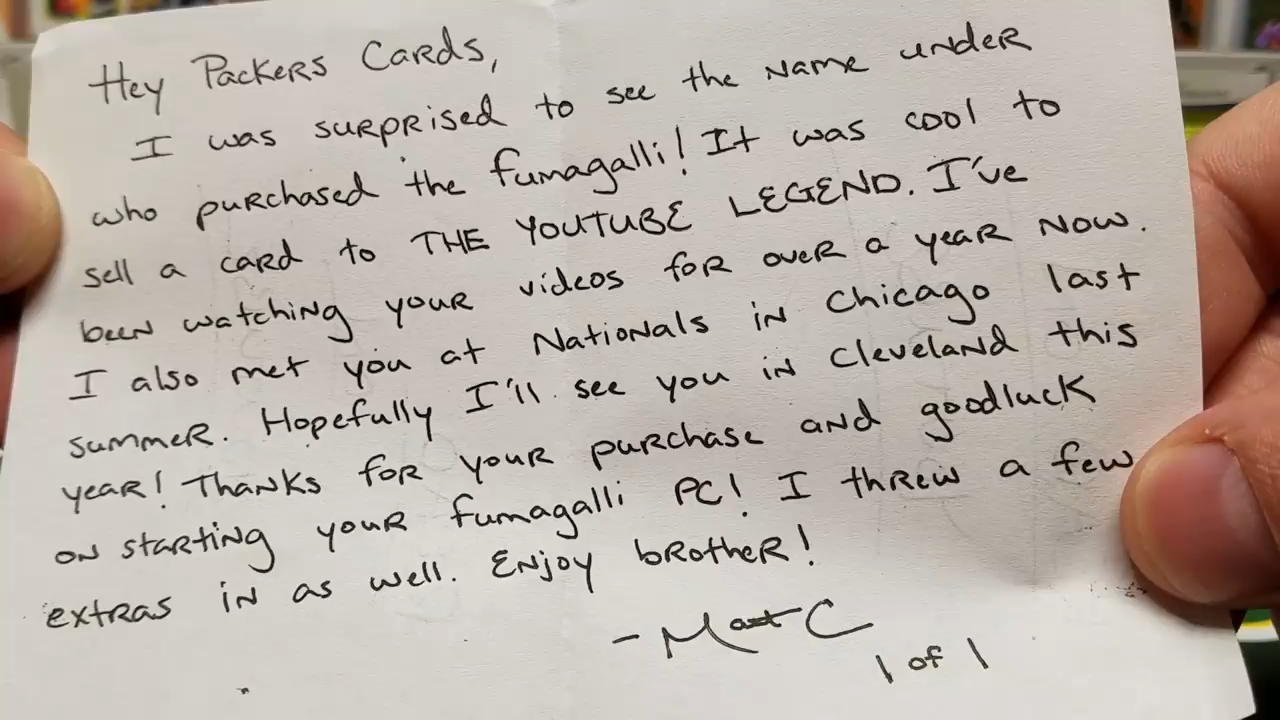 Hey Packers Cards,
I was surprised to see the name under
who purchased the fumagalli! It was cool to
sell a card to THE YOUTUBE LEGEND. I've
been watching your videos for over a year now.
I also met you at Nationals in Chicago last
summer. Hopefully I'll see you in Cleveland this
year! Thanks for your purchase and goodluck
on starting your fumagalli PC! I threw a few
extras in as well. Enjoy brother!
- Matt C
1 of 1